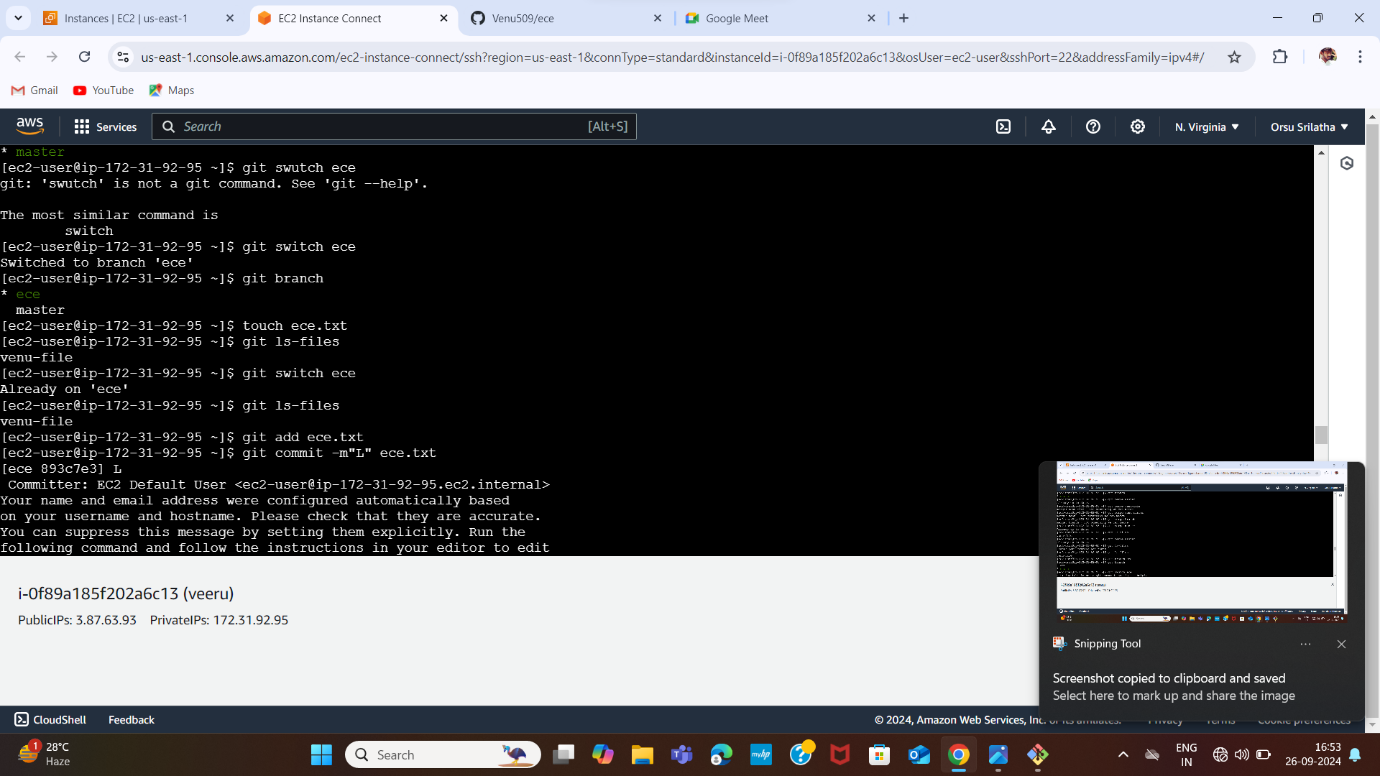 Instances | EC2 | us-east-1
EC2 Instance Connect
Venu509/ece
Google Meet
us-east-1.console.aws.amazon.com/ec2-instance-connect/ssh?region=us-east-1&connType=standard&instanceId=i-0f89a185f202a6c13&osUser=ec2-user&sshPort=22&addressFamily=ipv4#/
Gmail
YouTube
Maps
aws
Services
Search
[Alt+S]
N. Virginia
Orsu Srilatha
* master
[ec2-user@ip-172-31-92-95 ~]$ git swutch ece
git: 'swutch' is not a git command. See 'git --help'.
The most similar command is
switch
[ec2-user@ip-172-31-92-95 ~]$ git switch ece
Switched to branch 'ece'
[ec2-user@ip-172-31-92-95 ~]$ git branch
* ece
master
[ec2-user@ip-172-31-92-95 ~]$ touch ece.txt
[ec2-user@ip-172-31-92-95 ~]$ git ls-files
venu-file
[ec2-user@ip-172-31-92-95 ~]$ git switch ece
Already on 'ece'
[ec2-user@ip-172-31-92-95 ~]$ git ls-files
venu-file
[ec2-user@ip-172-31-92-95 ~]$ git add ece.txt
[ec2-user@ip-172-31-92-95 ~]$ git commit -m"L" ece.txt
[ece 893c7e3] L
Committer: EC2 Default User <ec2-user@ip-172-31-92-95.ec2.internal>
Your name and email address were configured automatically based
on your username and hostname. Please check that they are accurate.
You can suppress this message by setting them explicitly. Run the
following command and follow the instructions in your editor to edit
i-0f89a185f202a6c13 (veeru)
PublicIPs: 3.87.63.93 PrivateIPs: 172.31.92.95
Snipping Tool
Screenshot copied to clipboard and saved
Select here to mark up and share the image
CloudShell
Feedback
© 2024, Amazon Web Services, Inc. or its affiliates.
Privacy
Terms
Cookie preferences
1
28°C
Haze
Search
myhp
ENG
IN
16:53
26-09-2024